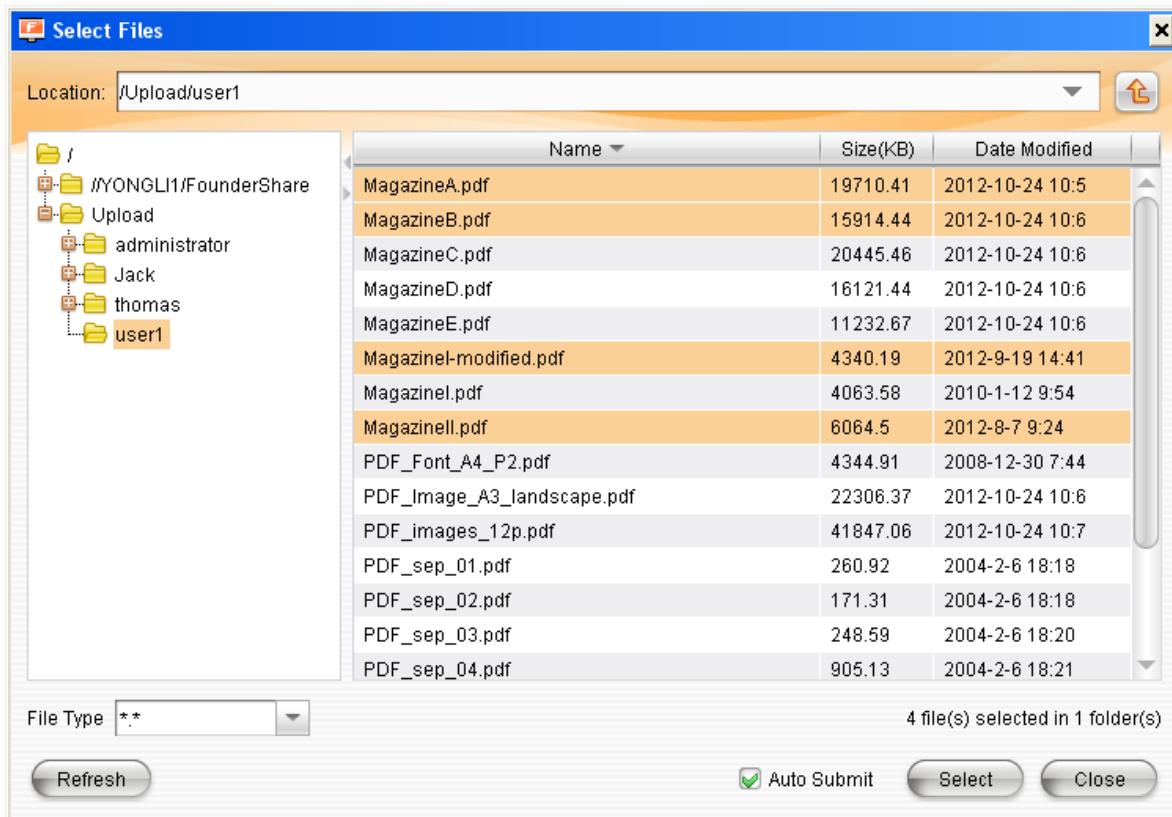 Select Files
Location: /Upload/user1
/
//YONGLI1/FounderShare
Upload
administrator
Jack
thomas
user1
Name Size(KB) Date Modified
MagazineA.pdf 19710.41 2012-10-24 10:5
MagazineB.pdf 15914.44 2012-10-24 10:6
MagazineC.pdf 20445.46 2012-10-24 10:6
MagazineD.pdf 16121.44 2012-10-24 10:6
MagazineE.pdf 11232.67 2012-10-24 10:6
MagazineI-modified.pdf 4340.19 2012-9-19 14:41
MagazineI.pdf 4063.58 2010-1-12 9:54
MagazineII.pdf 6064.5 2012-8-7 9:24
PDF_Font_A4_P2.pdf 4344.91 2008-12-30 7:44
PDF_Image_A3_landscape.pdf 22306.37 2012-10-24 10:6
PDF_images_12p.pdf 41847.06 2012-10-24 10:7
PDF_sep_01.pdf 260.92 2004-2-6 18:18
PDF_sep_02.pdf 171.31 2004-2-6 18:18
PDF_sep_03.pdf 248.59 2004-2-6 18:20
PDF_sep_04.pdf 905.13 2004-2-6 18:21
File Type *.* 4 file(s) selected in 1 folder(s)
Refresh Auto Submit Select Close